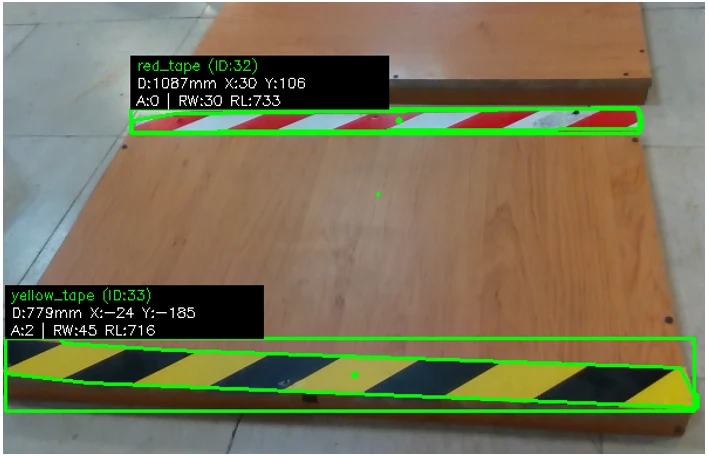 red_tape (ID:32)
D:1087mm X:30 Y:106
A:0 | RW:30 RL:733
yellow_tape (ID:33)
D:779mm X:-24 Y:-185
A:2 | RW:45 RL:716